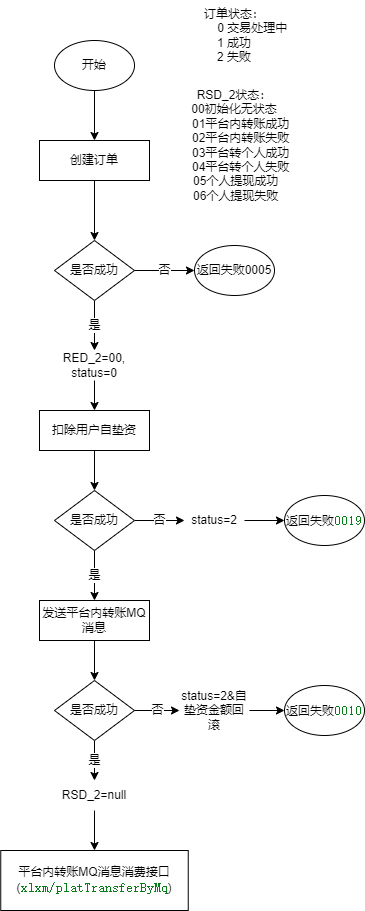 订单状态：
0 交易处理中
1 成功
2 失败
开始
RSD_2状态：
00初始化无状态
01平台内转账成功
02平台内转账失败
03平台转个人成功
04平台转个人失败
05个人提现成功
06个人提现失败
创建订单
是否成功
否
返回失败0005
是
RED_2=00,
status=0
扣除用户自垫资
是否成功
否
status=2
返回失败0019
是
发送平台内转账MQ
消息
是否成功
否
status=2&自
垫资金额回
滚
返回失败0010
是
RSD_2=null
平台内转账MQ消息消费接口
(xlxm/platTransferByMq)